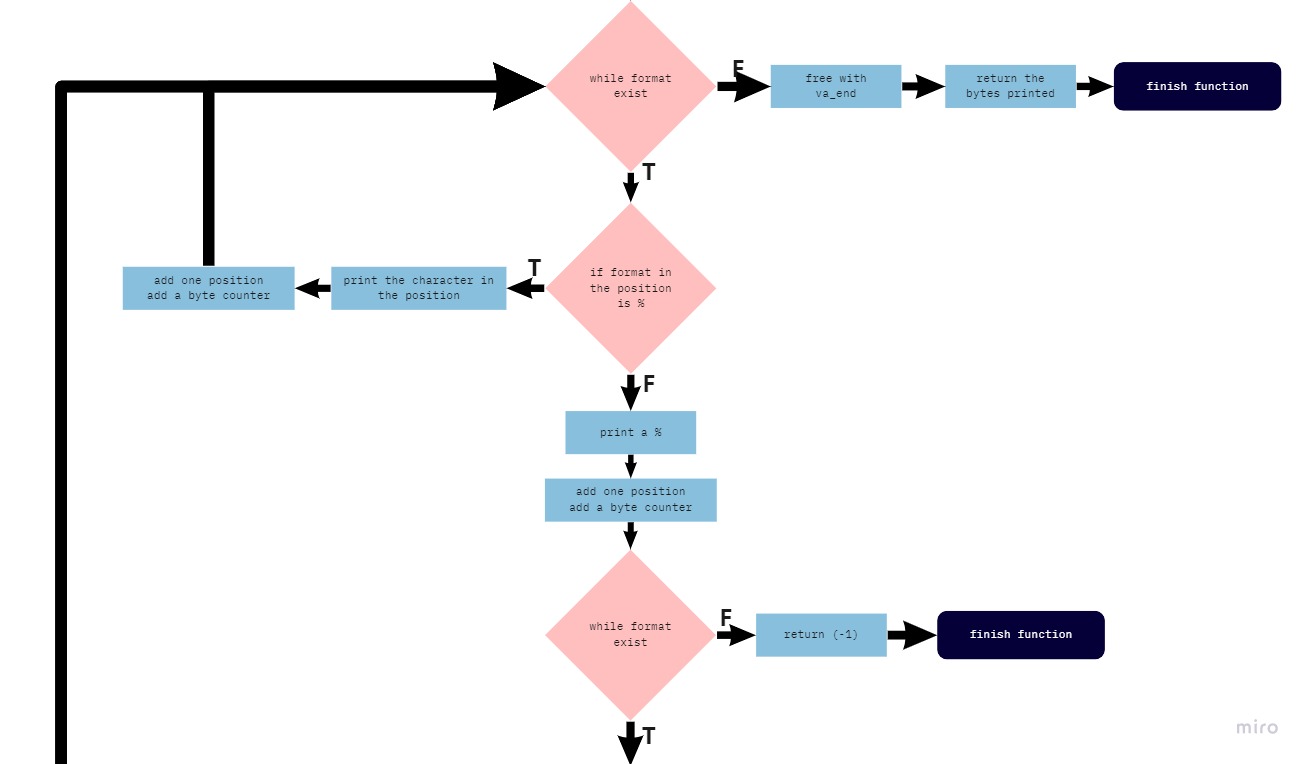 while format
exist
F
free with
va_end
return the
bytes printed
finish function
T
if format in
the position
is %
T
print the character in
the position
add one position
add a byte counter
F
print a %
add one position
add a byte counter
while format
exist
F
return (-1)
finish function
T
miro